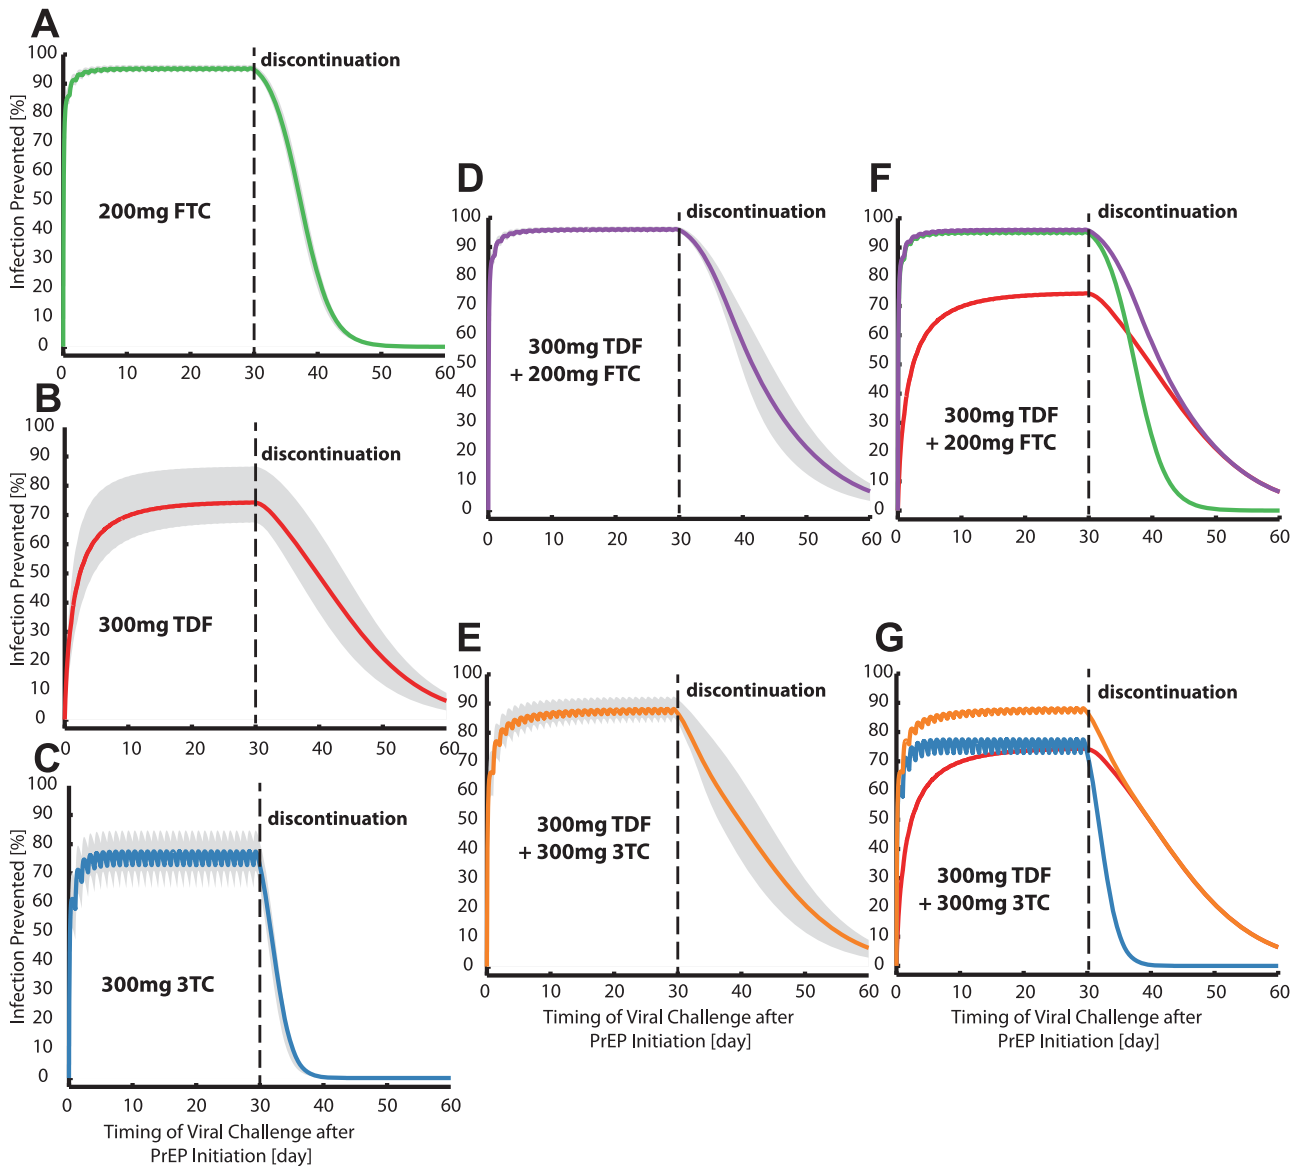 A
discontinuation
100
90
80
70
60
50
40
30
20
10
0
Infection Prevented [%]
200mg FTC
0 10 20 30 40 50 60
B
discontinuation
100
90
80
70
60
50
40
30
20
10
0
Infection Prevented [%]
300mg TDF
0 10 20 30 40 50 60
C
discontinuation
100
90
80
70
60
50
40
30
20
10
0
Infection Prevented [%]
300mg 3TC
0 10 20 30 40 50 60
Timing of Viral Challenge after
PrEP Initiation [day]
D
discontinuation
100
90
80
70
60
50
40
30
20
10
0
300mg TDF
+ 200mg FTC
0 10 20 30 40 50 60
E
discontinuation
100
90
80
70
60
50
40
30
20
10
0
300mg TDF
+ 300mg 3TC
0 10 20 30 40 50 60
Timing of Viral Challenge after
PrEP Initiation [day]
F
discontinuation
100
90
80
70
60
50
40
30
20
10
0
300mg TDF
+ 200mg FTC
0 10 20 30 40 50 60
G
discontinuation
100
90
80
70
60
50
40
30
20
10
0
300mg TDF
+ 300mg 3TC
0 10 20 30 40 50 60
Timing of Viral Challenge after
PrEP Initiation [day]